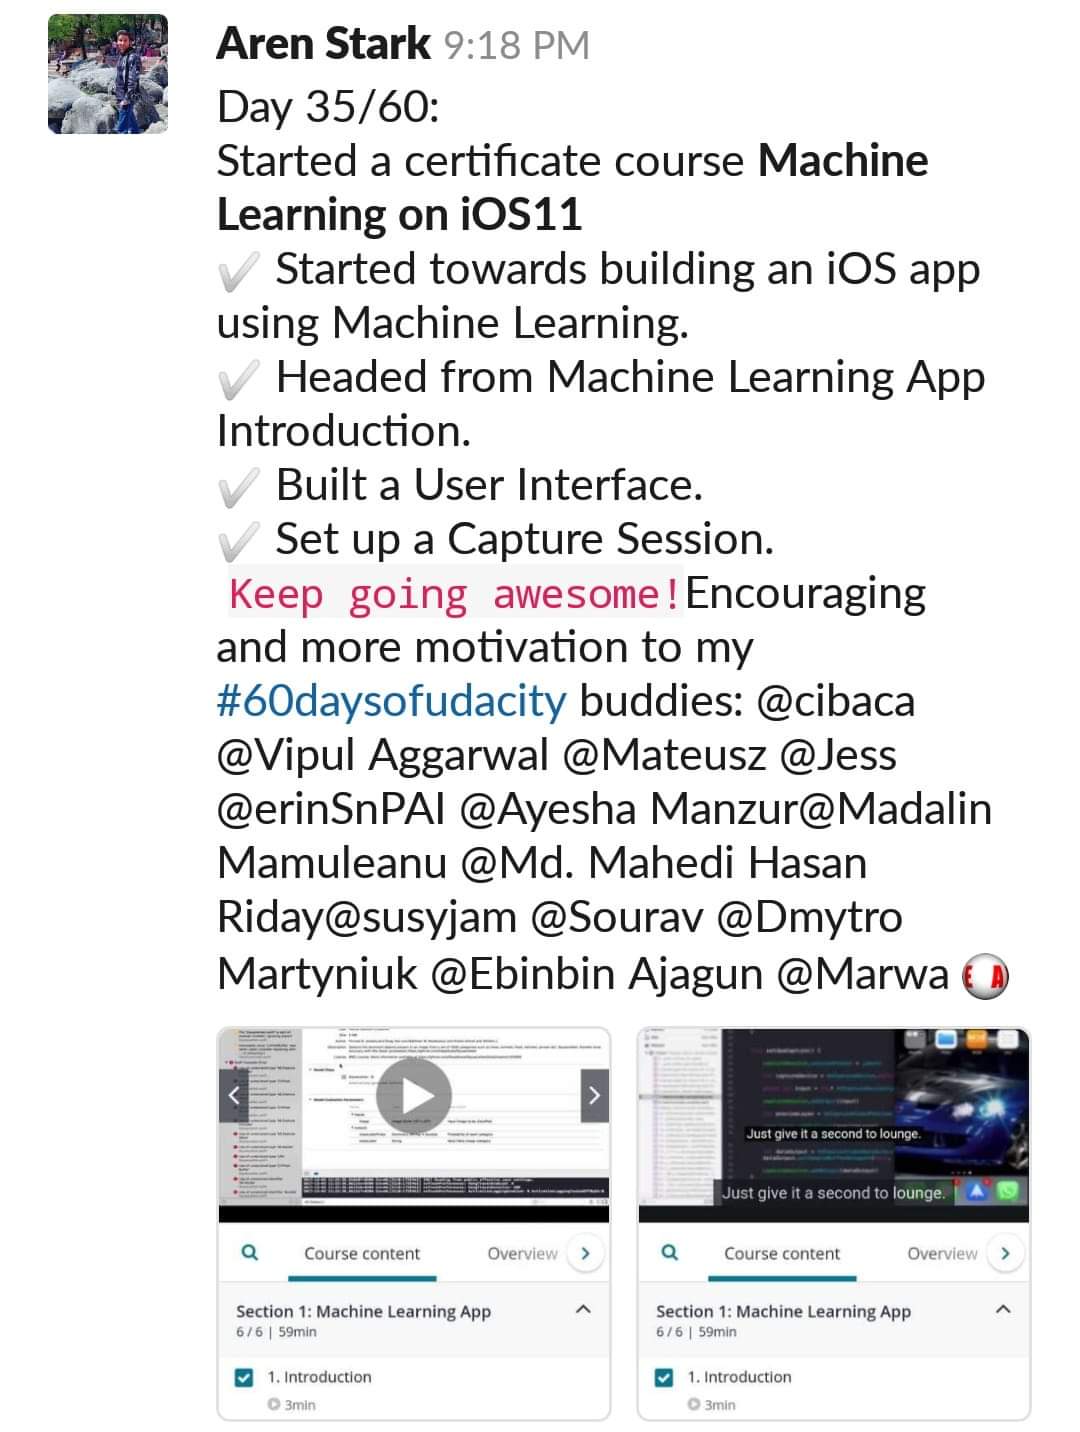 Aren Stark 9:18 PM
Day 35/60:
Started a certificate course Machine
Learning on iOS11
✔ Started towards building an iOS app
using Machine Learning.
✔ Headed from Machine Learning App
Introduction.
✔ Built a User Interface.
✔ Set up a Capture Session.
Keep going awesome!Encouraging
and more motivation to my
#60daysofudacity buddies: @cibaca
@Vipul Aggarwal @Mateusz @Jess
@erinSnPAI @Ayesha Manzur@Madalin
Mamuleanu @Md. Mahedi Hasan
Riday@susyjam @Sourav @Dmytro
Martyniuk @Ebinbin Ajagun @Marwa
Course content Overview
Section 1: Machine Learning App
6 / 6 | 59min
1. Introduction
3min
Just give it a second to lounge.
Just give it a second to lounge.
Course content Overview
Section 1: Machine Learning App
6 / 6 | 59min
1. Introduction
3min